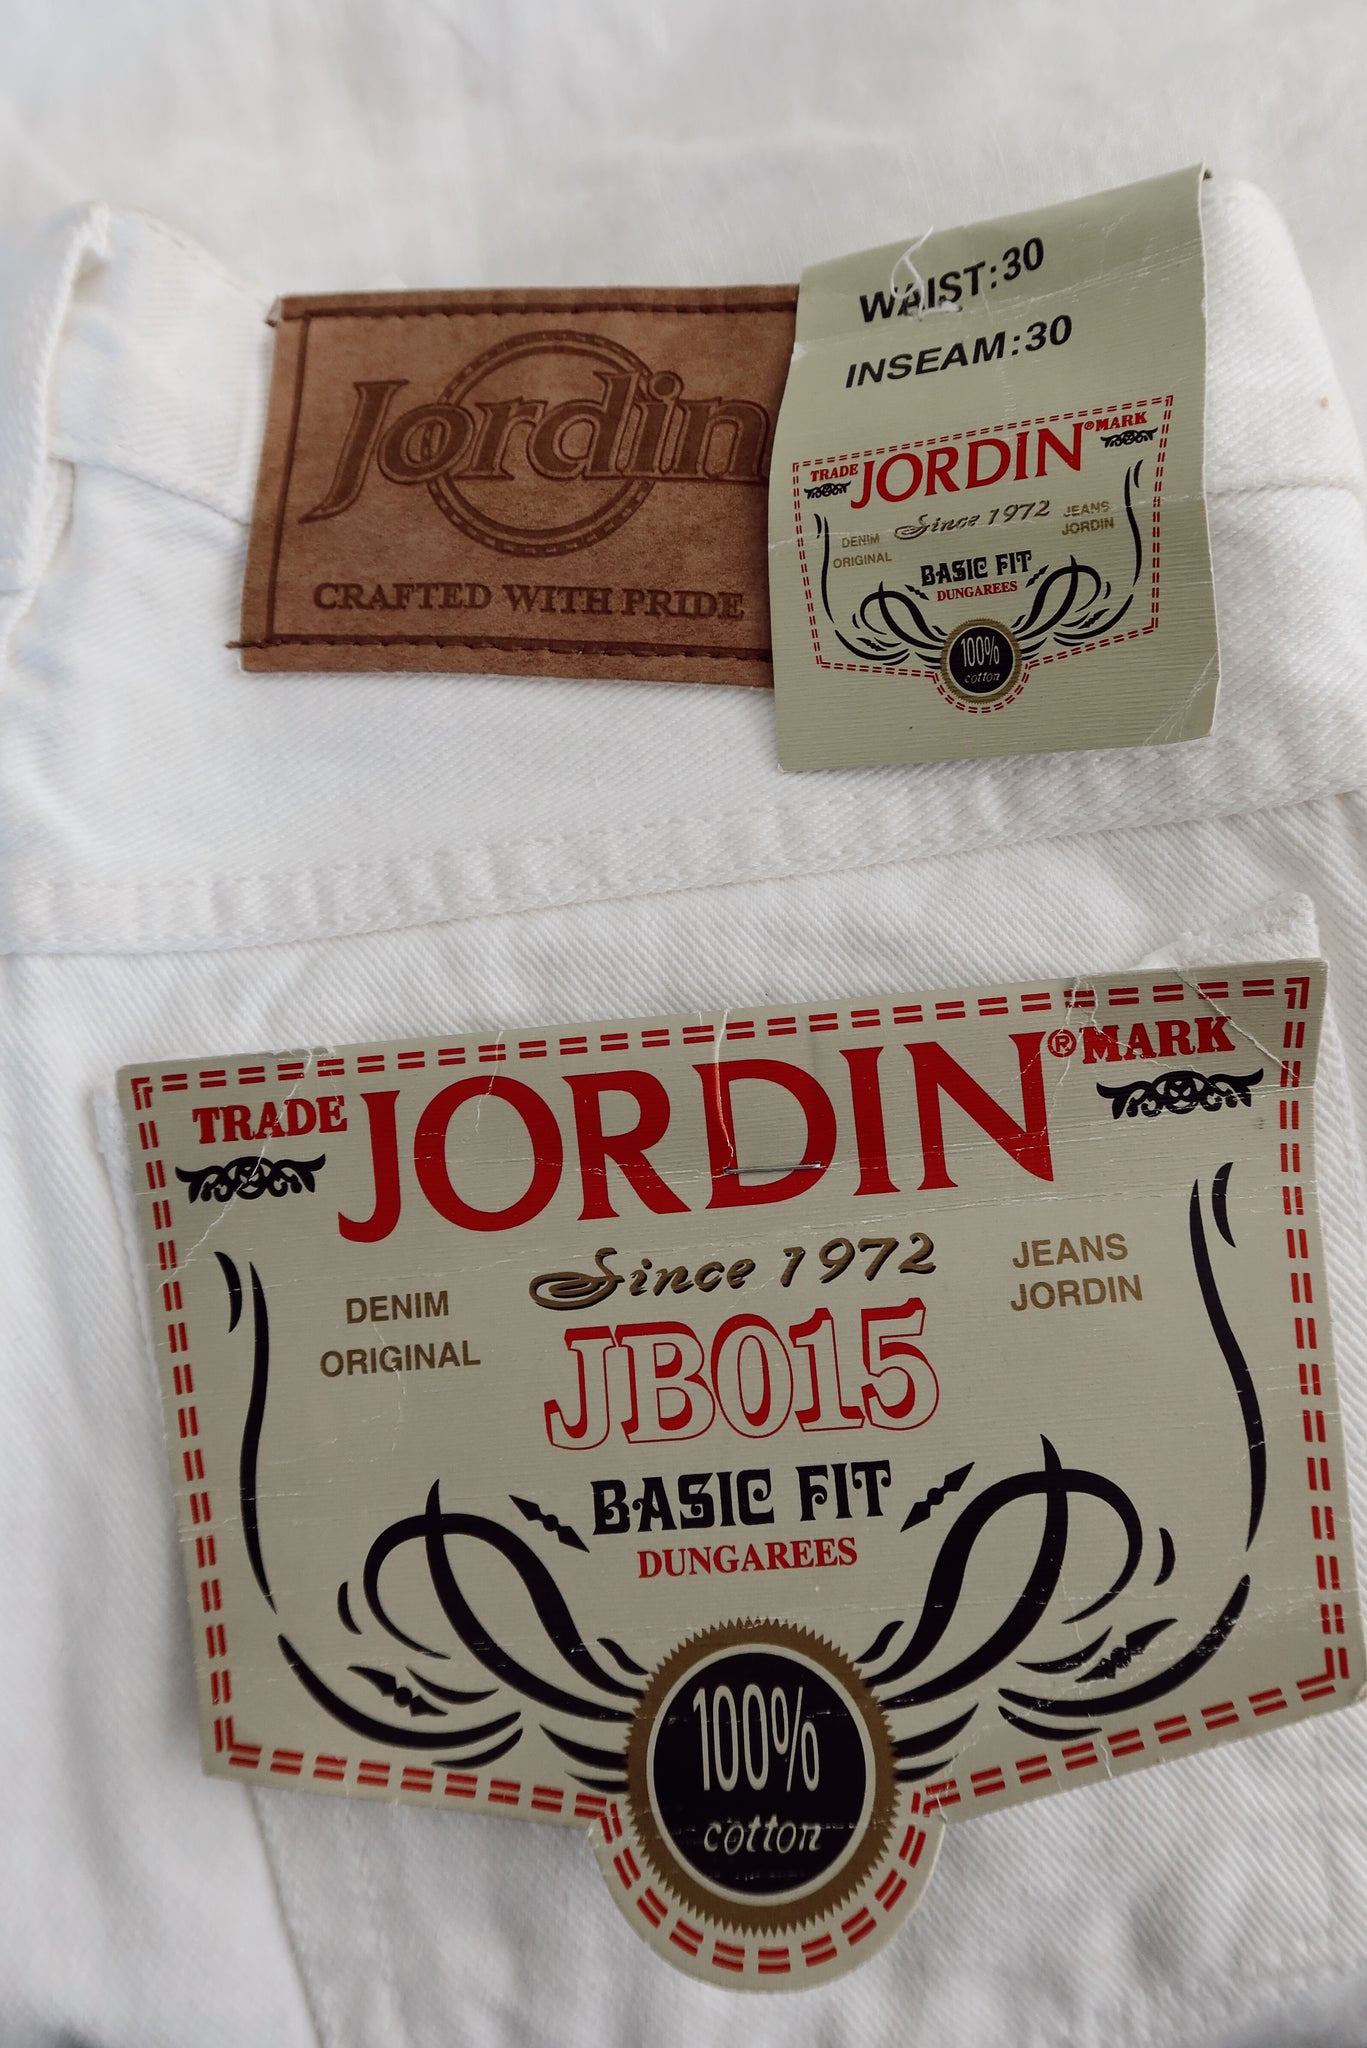 Jordin
CRAFTED WITH PRIDE
WAIST:30
INSEAM:30
TRADE JORDIN® MARK
Since 1972
DENIM
ORIGINAL
JEANS
JORDIN
BASIC FIT
DUNGAREES
100%
cotton
TRADE JORDIN® MARK
Since 1972
DENIM
ORIGINAL
JEANS
JORDIN
JB015
BASIC FIT
DUNGAREES
100%
cotton